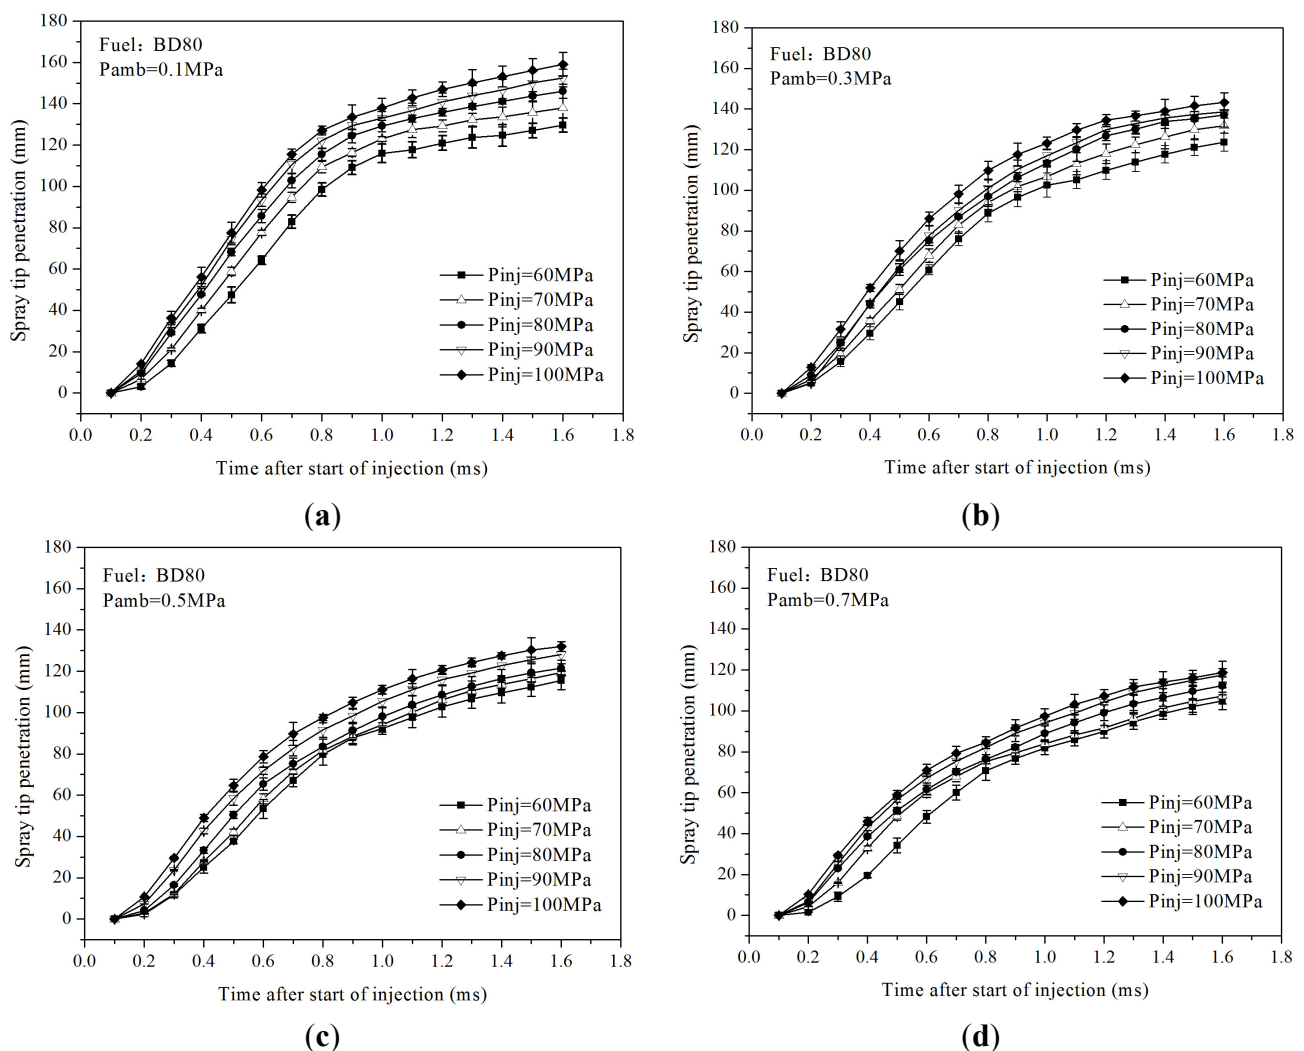 Fuel: BD80
Pamb=0.1MPa
Spray tip penetration (mm)
180
160
140
120
100
80
60
40
20
0
Pinj=60MPa
Pinj=70MPa
Pinj=80MPa
Pinj=90MPa
Pinj=100MPa
0.0 0.2 0.4 0.6 0.8 1.0 1.2 1.4 1.6 1.8
Time after start of injection (ms)
(a)
Fuel: BD80
Pamb=0.3MPa
Spray tip penetration (mm)
180
160
140
120
100
80
60
40
20
0
Pinj=60MPa
Pinj=70MPa
Pinj=80MPa
Pinj=90MPa
Pinj=100MPa
0.0 0.2 0.4 0.6 0.8 1.0 1.2 1.4 1.6 1.8
Time after start of injection (ms)
(b)
Fuel: BD80
Pamb=0.5MPa
Spray tip penetration (mm)
180
160
140
120
100
80
60
40
20
0
Pinj=60MPa
Pinj=70MPa
Pinj=80MPa
Pinj=90MPa
Pinj=100MPa
0.0 0.2 0.4 0.6 0.8 1.0 1.2 1.4 1.6 1.8
Time after start of injection (ms)
(c)
Fuel: BD80
Pamb=0.7MPa
Spray tip penetration (mm)
180
160
140
120
100
80
60
40
20
0
Pinj=60MPa
Pinj=70MPa
Pinj=80MPa
Pinj=90MPa
Pinj=100MPa
0.0 0.2 0.4 0.6 0.8 1.0 1.2 1.4 1.6 1.8
Time after start of injection (ms)
(d)